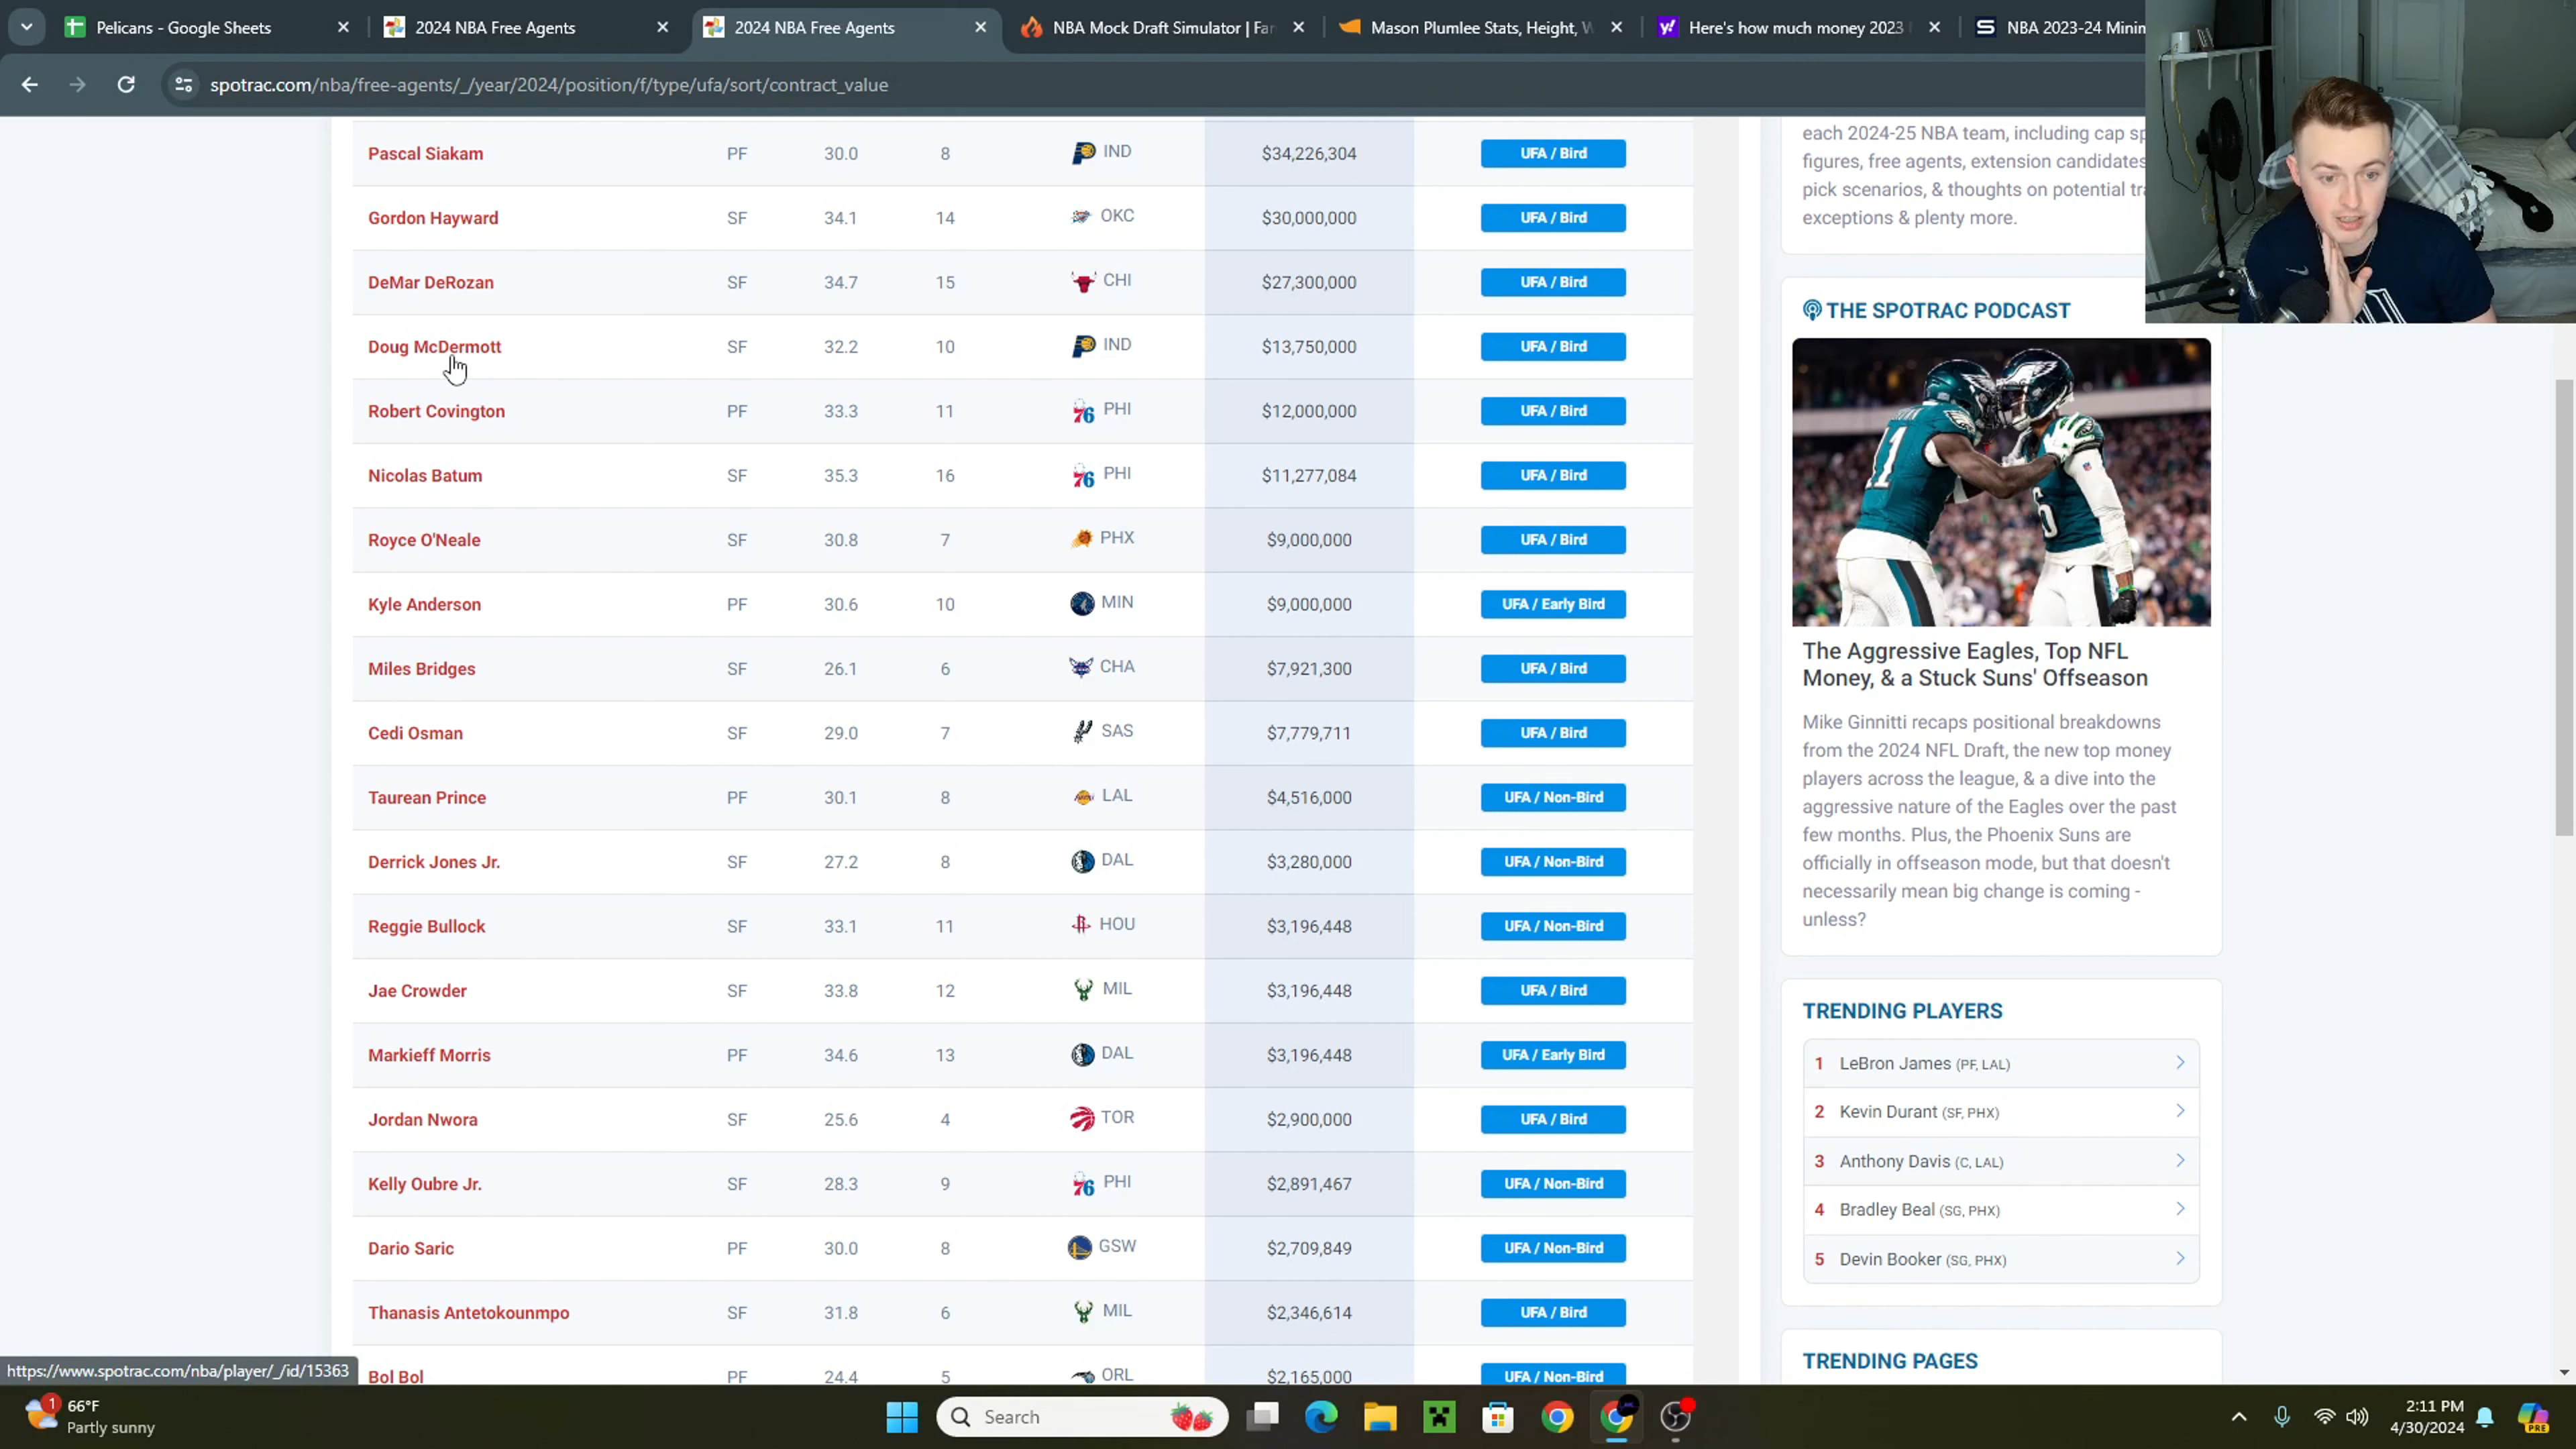 Pelicans - Google Sheets
2024 NBA Free Agents
2024 NBA Free Agents
NBA Mock Draft Simulator | Fan
Mason Plumlee Stats, Height, W
Here's how much money 2023
NBA 2023-24 Minin
spotrac.com/nba/free-agents/_/year/2024/position/f/type/ufa/sort/contract_value
Pascal Siakam PF 30.0 8 IND $34,226,304 UFA / Bird
Gordon Hayward SF 34.1 14 OKC $30,000,000 UFA / Bird
DeMar DeRozan SF 34.7 15 CHI $27,300,000 UFA / Bird
Doug McDermott SF 32.2 10 IND $13,750,000 UFA / Bird
Robert Covington PF 33.3 11 PHI $12,000,000 UFA / Bird
Nicolas Batum SF 35.3 16 PHI $11,277,084 UFA / Bird
Royce O'Neale SF 30.8 7 PHX $9,000,000 UFA / Bird
Kyle Anderson PF 30.6 10 MIN $9,000,000 UFA / Early Bird
Miles Bridges SF 26.1 6 CHA $7,921,300 UFA / Bird
Cedi Osman SF 29.0 7 SAS $7,779,711 UFA / Bird
Taurean Prince PF 30.1 8 LAL $4,516,000 UFA / Non-Bird
Derrick Jones Jr. SF 27.2 8 DAL $3,280,000 UFA / Non-Bird
Reggie Bullock SF 33.1 11 HOU $3,196,448 UFA / Non-Bird
Jae Crowder SF 33.8 12 MIL $3,196,448 UFA / Bird
Markieff Morris PF 34.6 13 DAL $3,196,448 UFA / Early Bird
Jordan Nwora SF 25.6 4 TOR $2,900,000 UFA / Bird
Kelly Oubre Jr. SF 28.3 9 PHI $2,891,467 UFA / Non-Bird
Dario Saric PF 30.0 8 GSW $2,709,849 UFA / Non-Bird
Thanasis Antetokounmpo SF 31.8 6 MIL $2,346,614 UFA / Bird
Bol Bol PF 24.4 5 ORL $2,165,000 UFA / Non-Bird
each 2024-25 NBA team, including cap sp
figures, free agents, extension candidates
pick scenarios, & thoughts on potential tr
exceptions & plenty more.
THE SPOTRAC PODCAST
The Aggressive Eagles, Top NFL
Money, & a Stuck Suns' Offseason
Mike Ginnitti recaps positional breakdowns
from the 2024 NFL Draft, the new top money
players across the league, & a dive into the
aggressive nature of the Eagles over the past
few months. Plus, the Phoenix Suns are
officially in offseason mode, but that doesn't
necessarily mean big change is coming -
unless?
TRENDING PLAYERS
1 LeBron James (PF, LAL)
2 Kevin Durant (SF, PHX)
3 Anthony Davis (C, LAL)
4 Bradley Beal (SG, PHX)
5 Devin Booker (SG, PHX)
TRENDING PAGES
https://www.spotrac.com/nba/player/_/id/15363
1
66°F
Partly sunny
Search
2:11 PM
4/30/2024
PRE